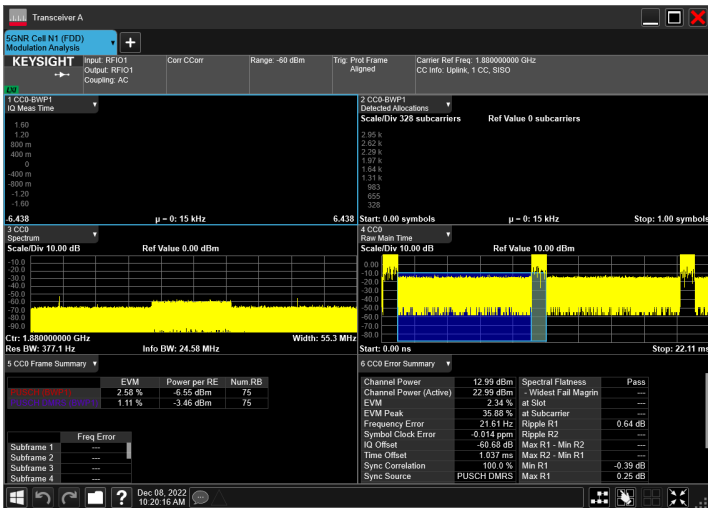 Transceiver A
5GNR Cell N1 (FDD)
Modulation Analysis
KEYSIGHT
Input: RFIO1
Output: RFIO1
Coupling: AC
Corr CCorr
Range: -60 dBm
Trig: Prot Frame
Aligned
Carrier Ref Freq: 1.880000000 GHz
CC Info: Uplink, 1 CC, SISO
1 CC0-BWP1
IQ Meas Time
1.60
1.20
800 m
400 m
0
-400 m
-800 m
-1.20
-1.60
-6.438
μ = 0: 15 kHz
6.438
2 CC0-BWP1
Detected Allocations
Scale/Div 328 subcarriers
Ref Value 0 subcarriers
2.95 k
2.62 k
2.29 k
1.97 k
1.64 k
1.31 k
983
655
328
Start: 0.00 symbols
μ = 0: 15 kHz
Stop: 1.00 symbols
3 CC0
Spectrum
Scale/Div 10.00 dB
Ref Value 0.00 dBm
-10.0
-20.0
-30.0
-40.0
-50.0
-60.0
-70.0
-80.0
-90.0
Ctr: 1.88000000 GHz
Width: 55.3 MHz
Res BW: 377.1 Hz
Info BW: 24.58 MHz
4 CC0
Raw Main Time
Scale/Div 10.00 dB
Ref Value 10.00 dBm
0.00
-10.0
-20.0
-30.0
-40.0
-50.0
-60.0
-70.0
-80.0
Start: 0.00 ns
Stop: 22.11 ms
5 CC0 Frame Summary
EVM Power per RE Num.RB
2.58 % -6.55 dBm 75
1.11 % -3.46 dBm 75
Freq Error
Subframe 1 ---
Subframe 2 ---
Subframe 3 ---
Subframe 4 ---
6 CC0 Error Summary
Channel Power 12.99 dBm Spectral Flatness Pass
Channel Power (Active) 22.99 dBm - Widest Fail Magrin ---
EVM 2.34 % at Slot ---
EVM Peak 35.88 % at Subcarrier ---
Frequency Error 21.61 Hz Ripple R1 0.64 dB
Symbol Clock Error -0.014 ppm Ripple R2 ---
IQ Offset -60.68 dB Max R1 - Min R2 ---
Time Offset 1.037 ms Max R2 - Min R1 ---
Sync Correlation 100.0 % Min R1 -0.39 dB
Sync Source PUSCH DMRS Max R1 0.25 dB
Dec 08, 2022
10:20:16 AM